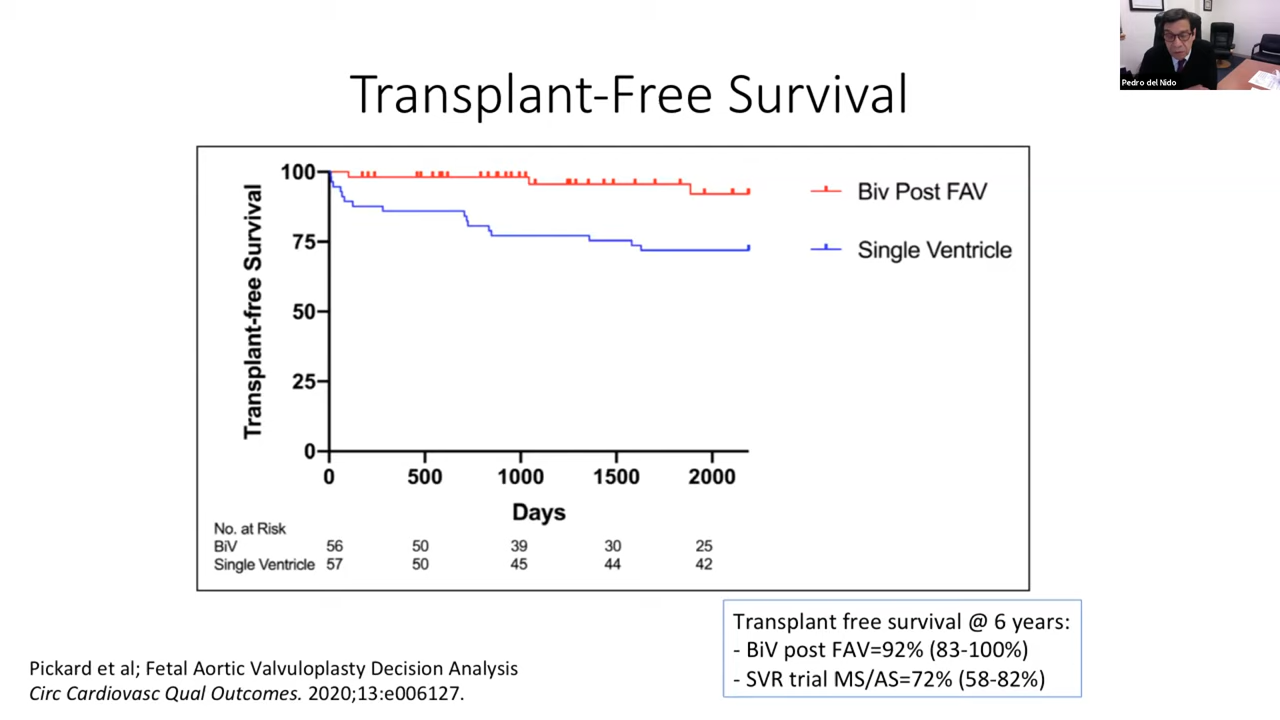 Pedro del Nido
Transplant-Free Survival
Transplant-free Survival
100
75
50
25
0
Biv Post FAV
Single Ventricle
0 500 1000 1500 2000
Days
No. at Risk
BiV 56 50 39 30 25
Single Ventricle 57 50 45 44 42
Transplant free survival @ 6 years:
- BiV post FAV=92% (83-100%)
- SVR trial MS/AS=72% (58-82%)
Pickard et al; Fetal Aortic Valvuloplasty Decision Analysis
Circ Cardiovasc Qual Outcomes. 2020;13:e006127.